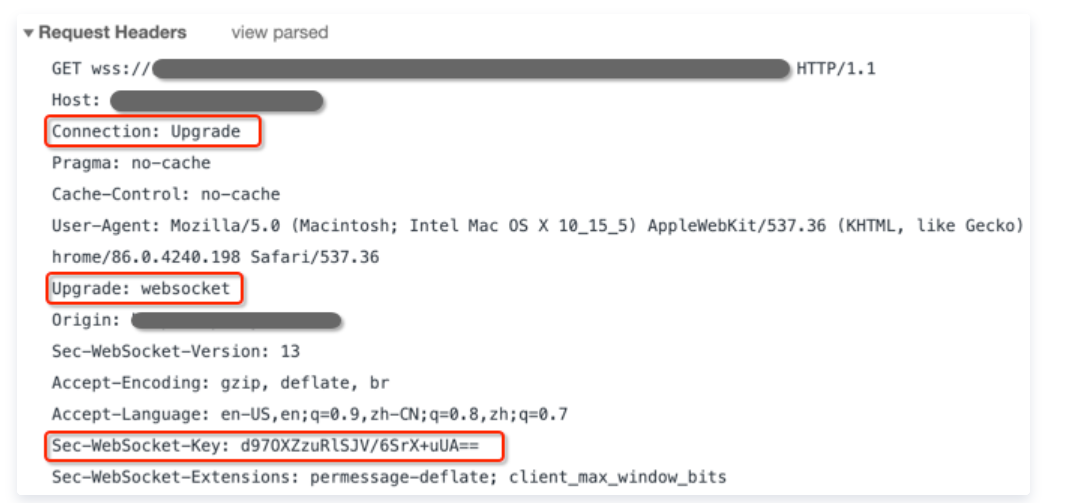 Request Headers view parsed
GET wss:// HTTP/1.1
Host:
Connection: Upgrade
Pragma: no-cache
Cache-Control: no-cache
User-Agent: Mozilla/5.0 (Macintosh; Intel Mac OS X 10_15_5) AppleWebKit/537.36 (KHTML, like Gecko)
hrome/86.0.4240.198 Safari/537.36
Upgrade: websocket
Origin:
Sec-WebSocket-Version: 13
Accept-Encoding: gzip, deflate, br
Accept-Language: en-US,en;q=0.9,zh-CN;q=0.8,zh;q=0.7
Sec-WebSocket-Key: d97OXZzuRlSJV/6SrX+uUA==
Sec-WebSocket-Extensions: permessage-deflate; client_max_window_bits